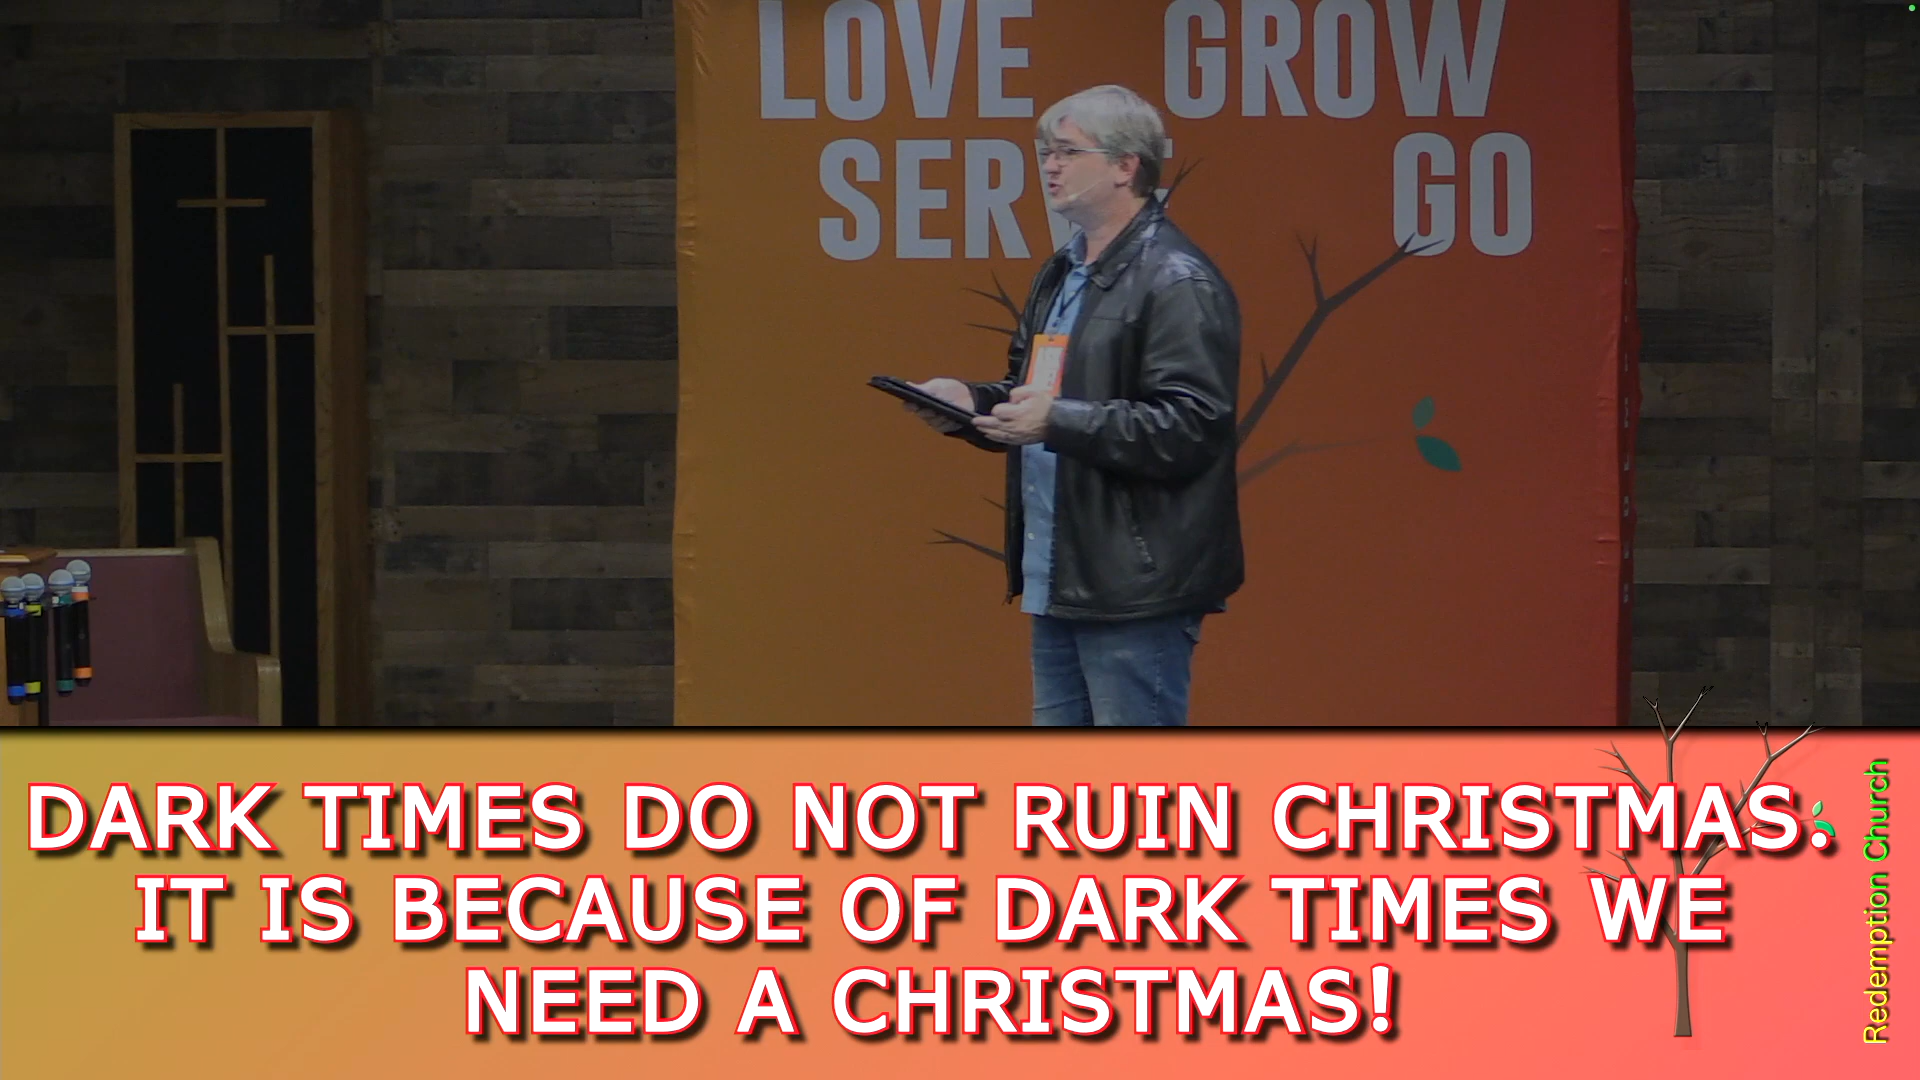 LOVE GROW
SERVE GO
DARK TIMES DO NOT RUIN CHRISTMAS.
IT IS BECAUSE OF DARK TIMES WE
NEED A CHRISTMAS!
Redemption Church